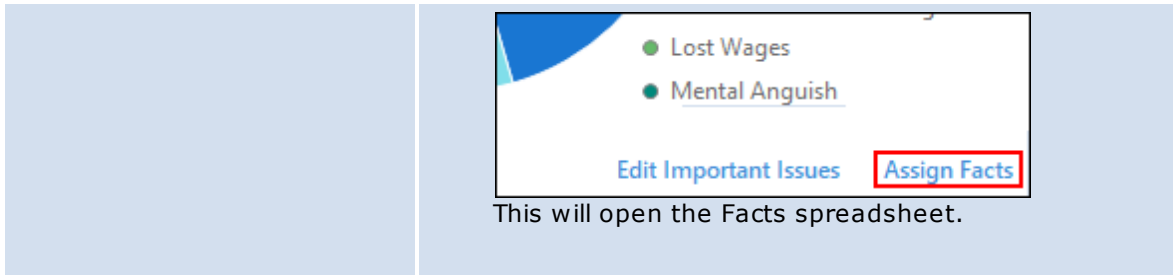 Lost Wages
Mental Anguish
Edit Important Issues Assign Facts
This will open the Facts spreadsheet.